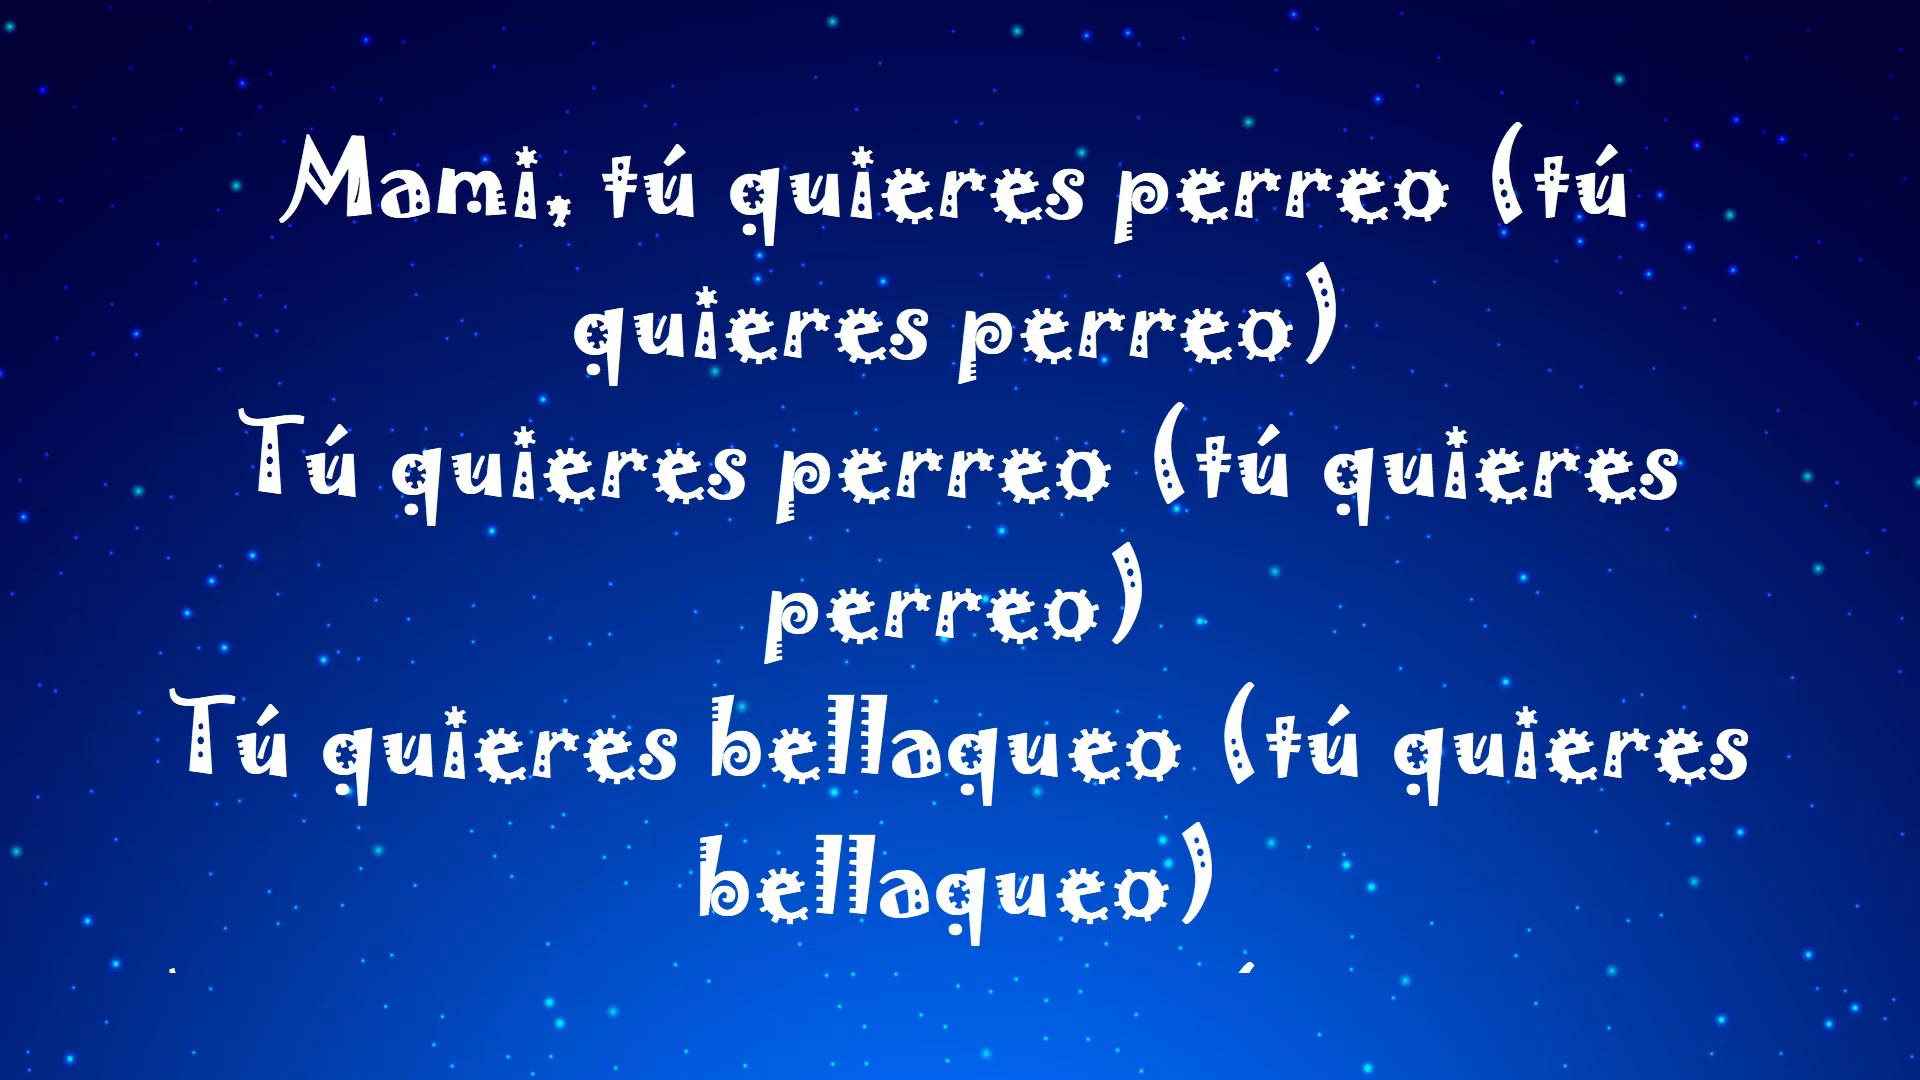 Mami, tú quieres perreo (tú
quieres perreo)
Tú quieres perreo (tú quieres
perreo)
Tú quieres bellaqueo (tú quieres
bellaqueo)